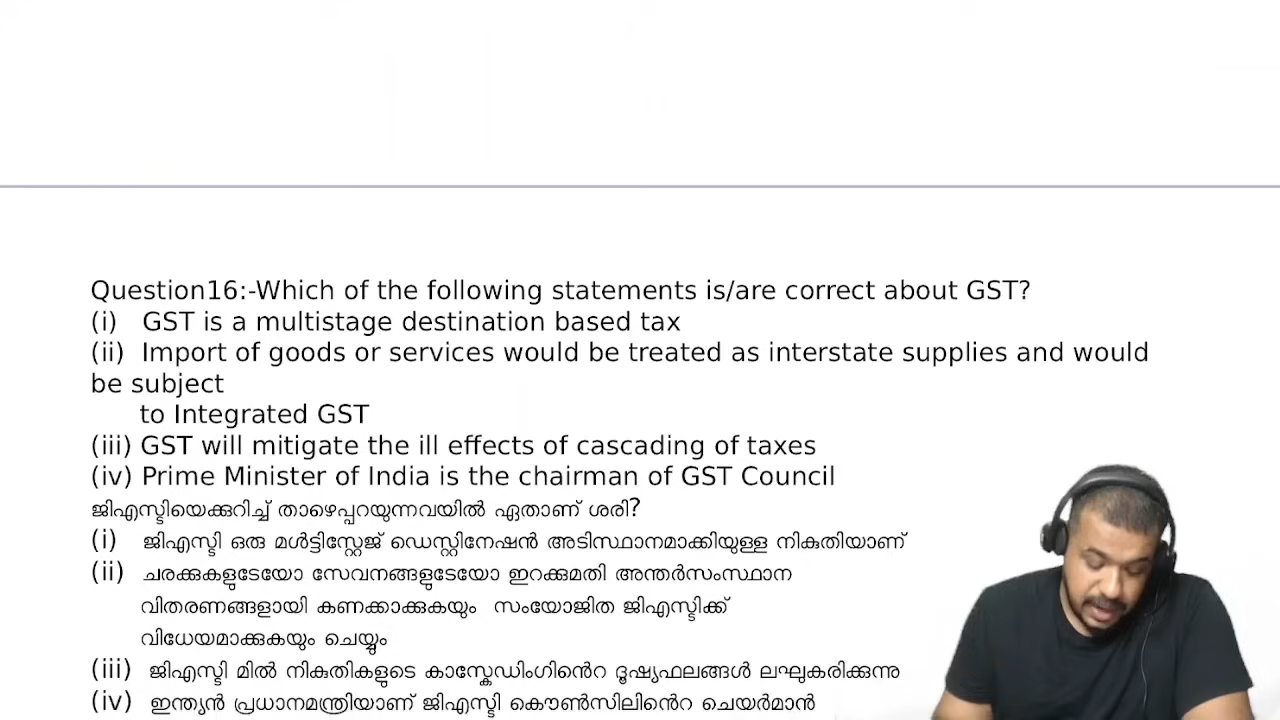 Question16:-Which of the following statements is/are correct about GST?
(i) GST is a multistage destination based tax
(ii) Import of goods or services would be treated as interstate supplies and would
be subject
to Integrated GST
(iii) GST will mitigate the ill effects of cascading of taxes
(iv) Prime Minister of India is the chairman of GST Council
ജിഎസ്ടിയെക്കുറിച്ച് താഴെപ്പറയുന്നവയിൽ ഏതാണ് ശരി?
(i) ജിഎസ്ടി ഒരു മൾട്ടിസ്റ്റേജ് ഡെസ്റ്റിനേഷൻ അടിസ്ഥാനമാക്കിയുള്ള നികുതിയാണ്
(ii) ചരക്കുകളുടേയോ സേവനങ്ങളുടേയോ ഇറക്കുമതി അന്തർസംസ്ഥാന
വിതരണങ്ങളായി കണക്കാക്കുകയും സംയോജിത ജിഎസ്ടിക്ക്
വിധേയമാക്കുകയും ചെയ്യും
(iii) ജിഎസ്ടി മിൽ നികുതികളുടെ കാസ്കേഡിംഗിൻെറ ദൂഷ്യഫലങ്ങൾ ലഘുകരിക്കുന്നു
(iv) ഇന്ത്യൻ പ്രധാനമന്ത്രിയാണ് ജിഎസ്ടി കൌൺസിലിൻെറ ചെയർമാൻ